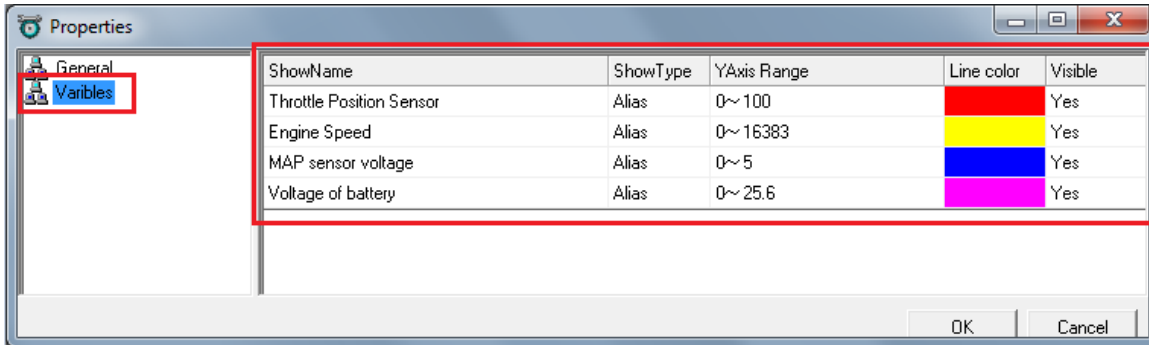 Properties
General
Varibles
ShowName ShowType YAxis Range Line color Visible
Throttle Position Sensor Alias 0~ 100 Yes
Engine Speed Alias 0~ 16383 Yes
MAP sensor voltage Alias 0~ 5 Yes
Voltage of battery Alias 0~ 25.6 Yes
OK Cancel